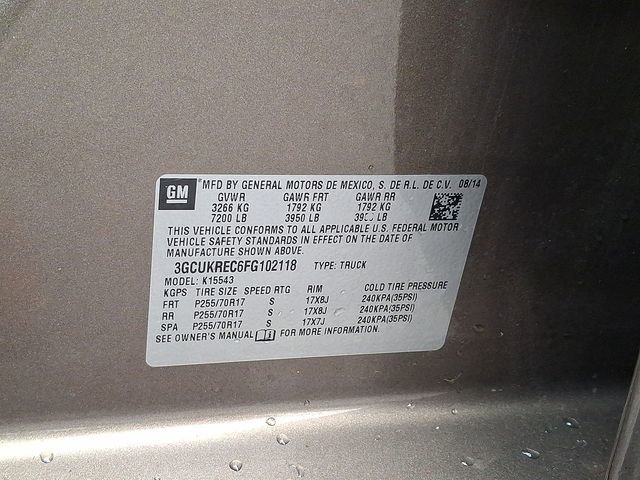 GM MFD BY GENERAL MOTORS DE MEXICO, S. DE R.L. DE C.V. 08/14
GVWR GAWR FRT GAWR RR
3266 KG 1792 KG 1792 KG
7200 LB 3950 LB LB
THIS VEHICLE CONFORMS TO ALL APPLICABLE U.S. FEDERAL MOTOR
VEHICLE SAFETY STANDARDS IN EFFECT ON THE DATE OF
MANUFACTURE SHOWN ABOVE.
3GCUKREC6FG102118 TYPE: TRUCK
MODEL: K15543
KGPS TIRE SIZE SPEED RTG RIM COLD TIRE PRESSURE
FRT P255/70R17 S 17X8J 240KPA(35PSI)
RR P255/70R17 S 17X8J 240KPA(35PSI)
SPA P255/70R17 S 17X7J 240KPA(35PSI)
SEE OWNER'S MANUAL FOR MORE INFORMATION.